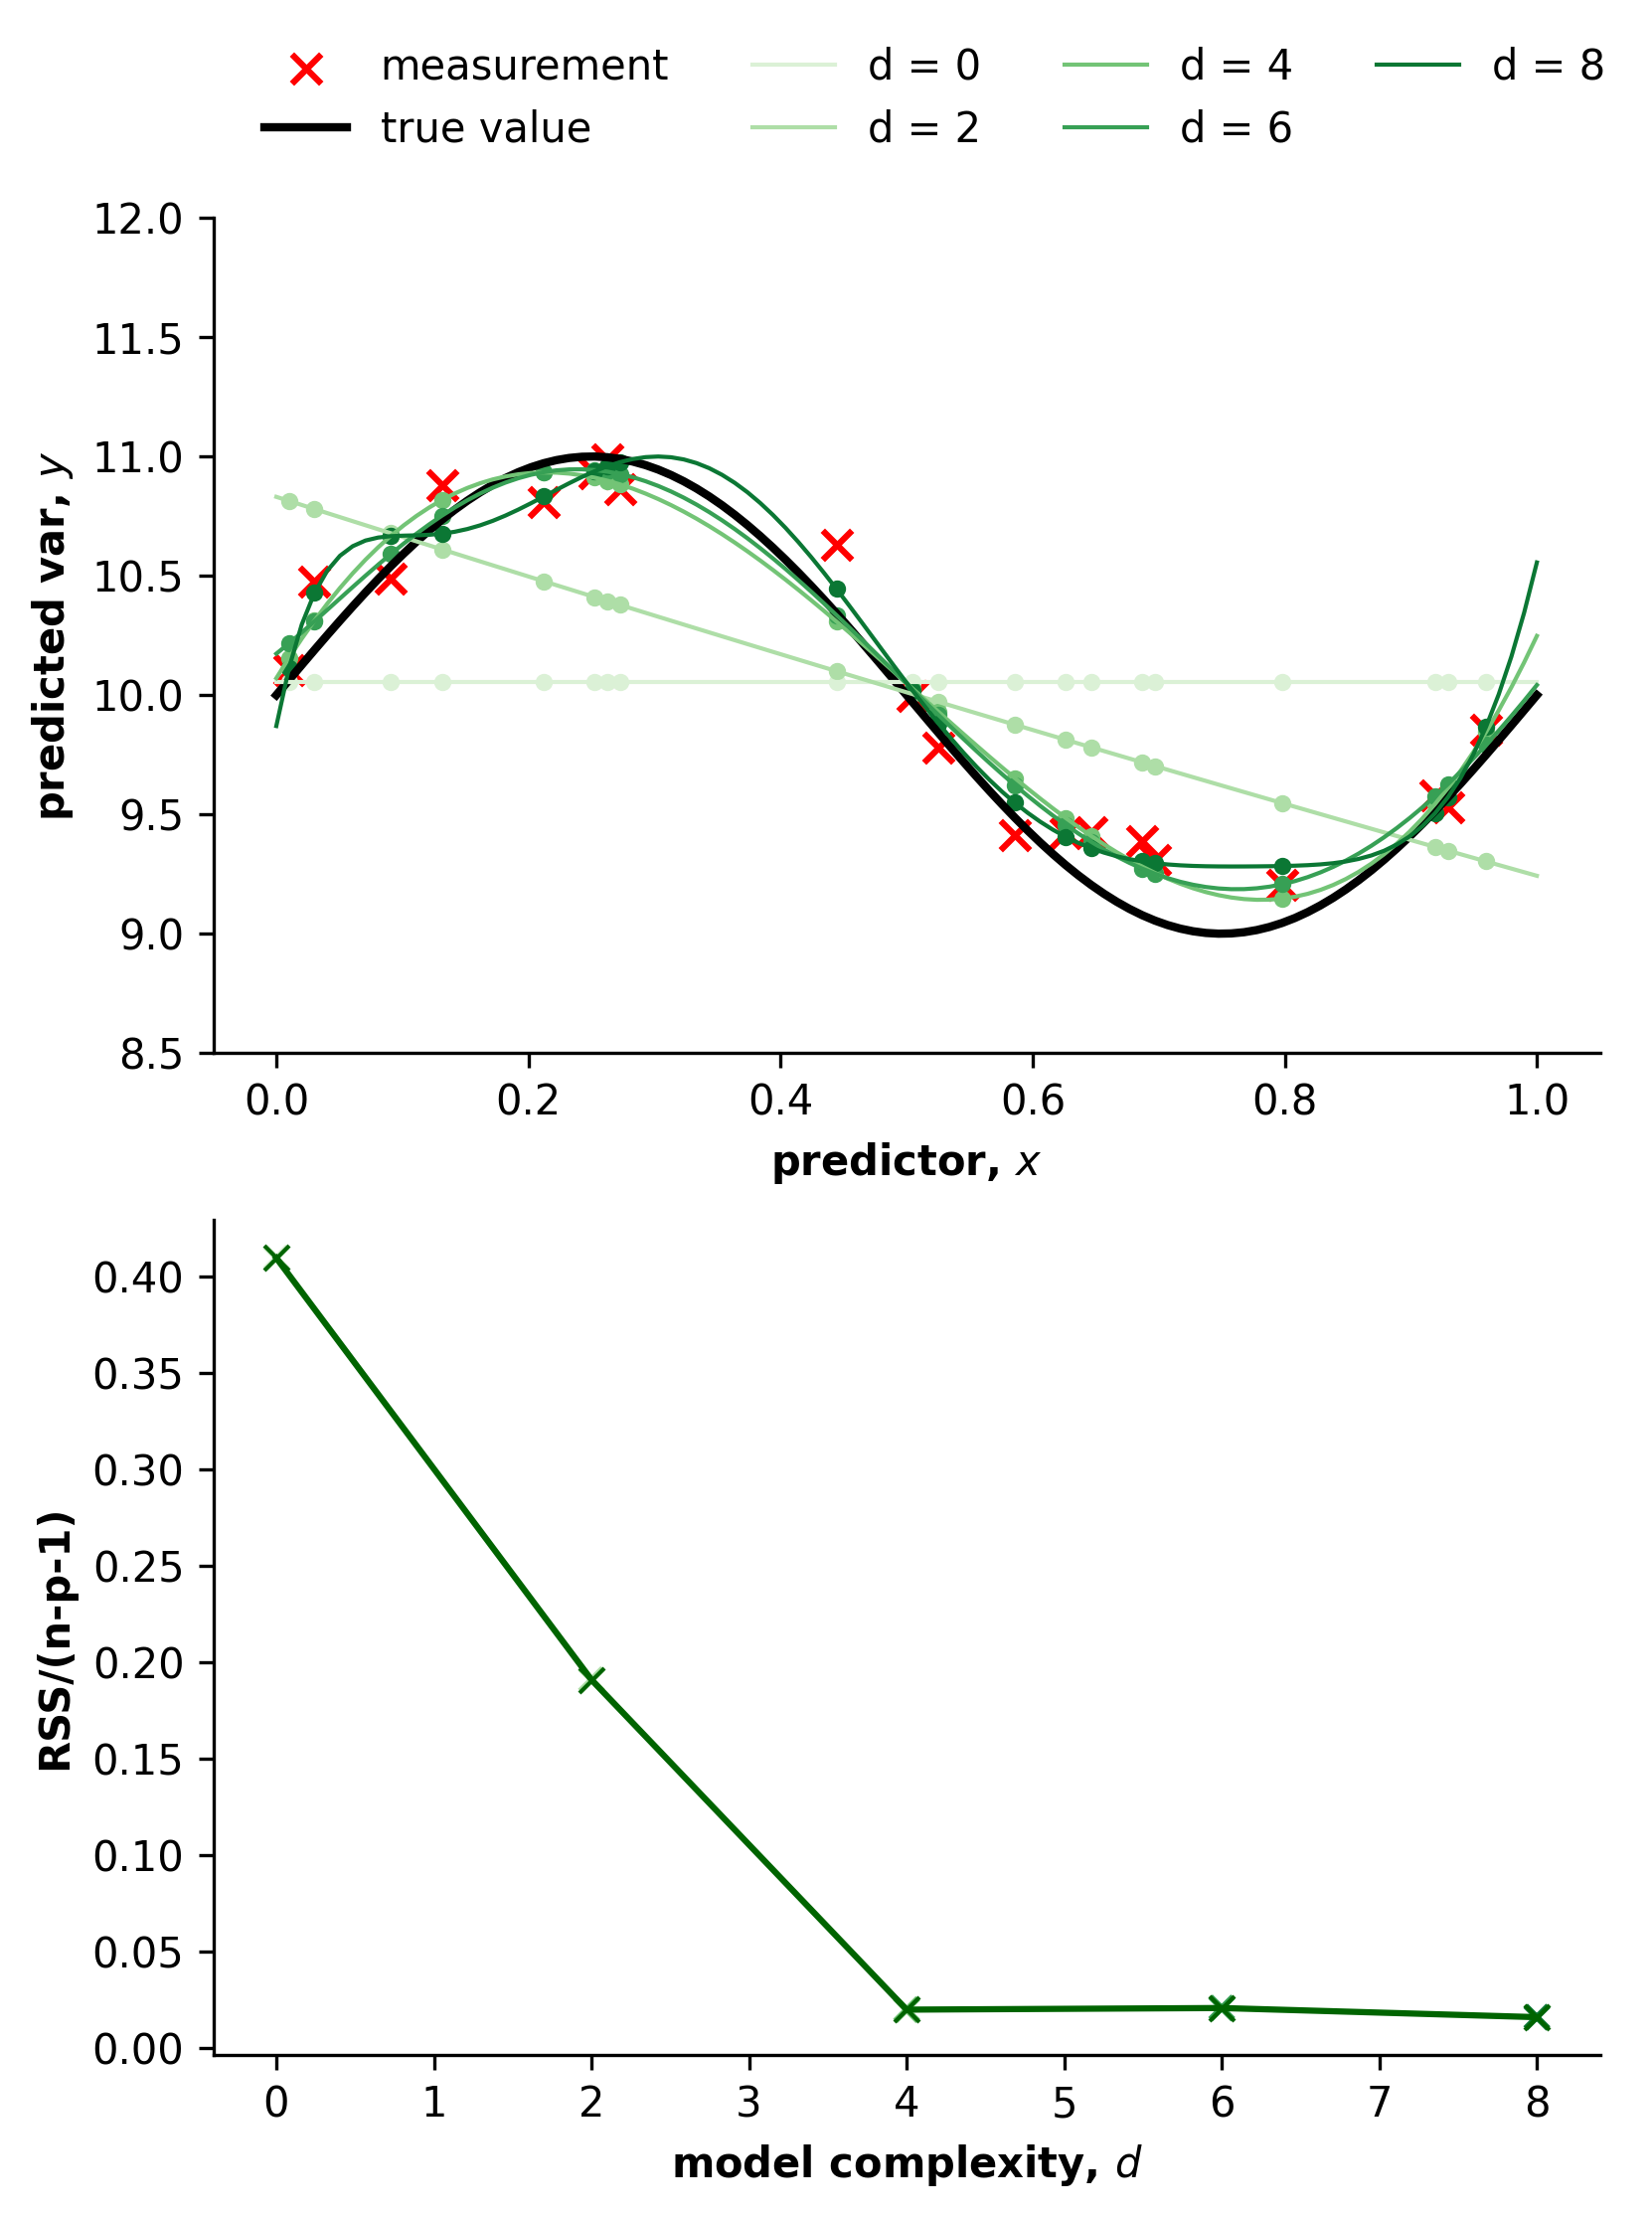 measurement
true value
d = 0
d = 2
d = 4
d = 6
d = 8
12.0
11.5
11.0
10.5
10.0
9.5
9.0
8.5
predicted var, y
0.0 0.2 0.4 0.6 0.8 1.0
predictor, x
0.40
0.35
0.30
0.25
0.20
0.15
0.10
0.05
0.00
RSS/(n-p-1)
0 1 2 3 4 5 6 7 8
model complexity, d